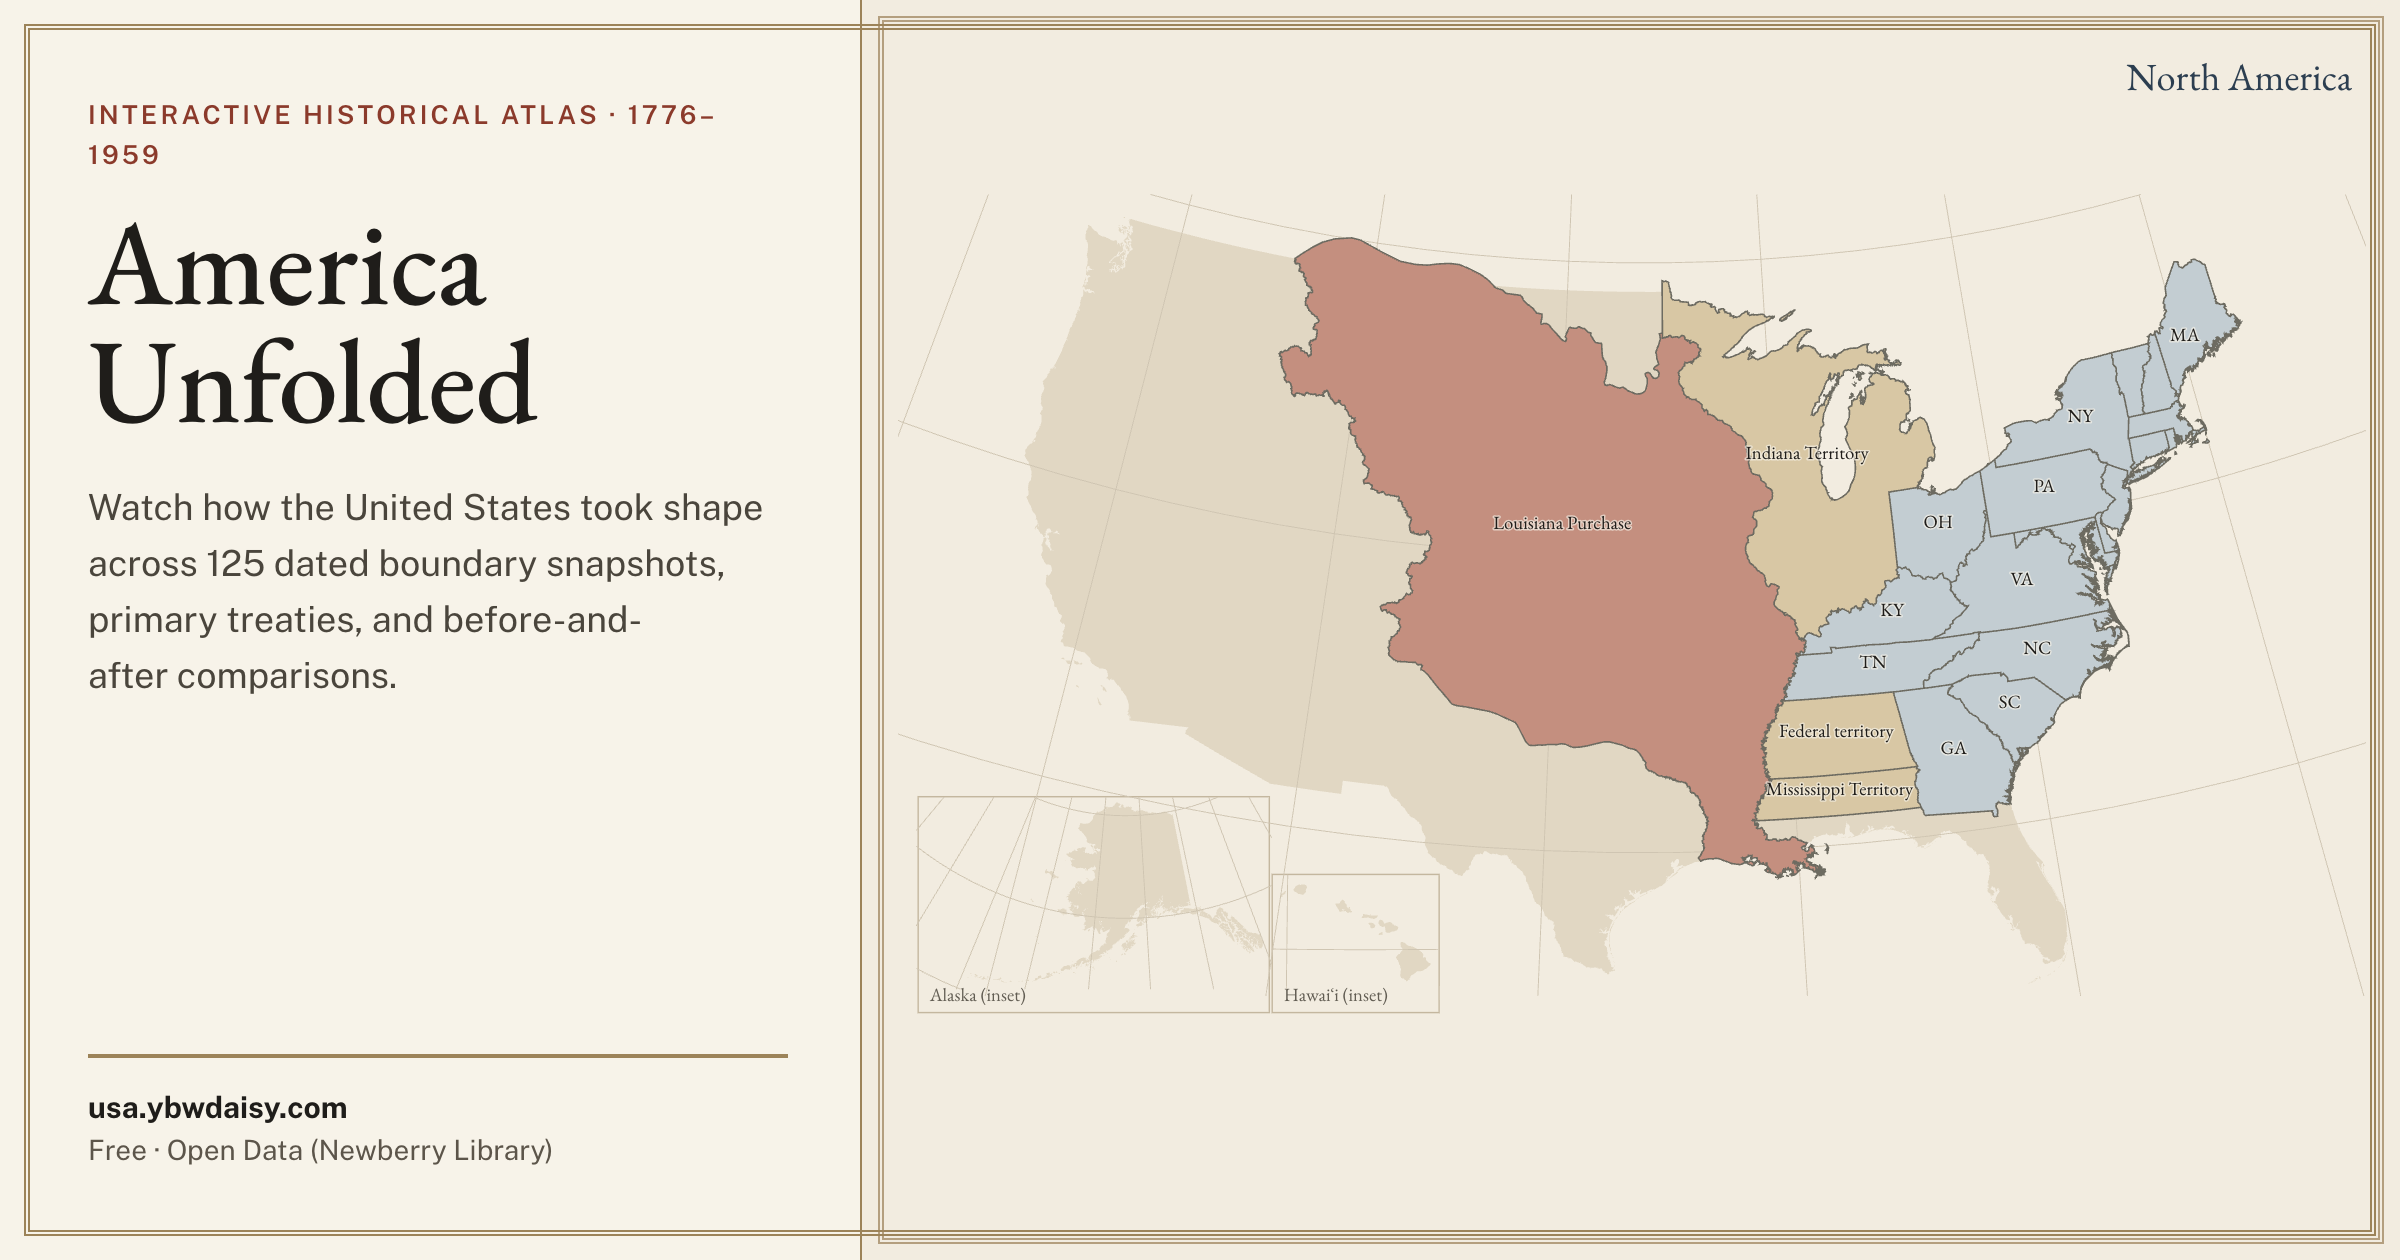 INTERACTIVE HISTORICAL ATLAS · 1776–
1959
America
Unfolded
Watch how the United States took shape
across 125 dated boundary snapshots,
primary treaties, and before-and-
after comparisons.
usa.ybwdaisy.com
Free · Open Data (Newberry Library)
North America
MA
NY
Indiana Territory
PA
Louisiana Purchase
OH
VA
KY
NC
TN
SC
Federal territory
GA
Mississippi Territory
Alaska (inset)
Hawaiʻi (inset)